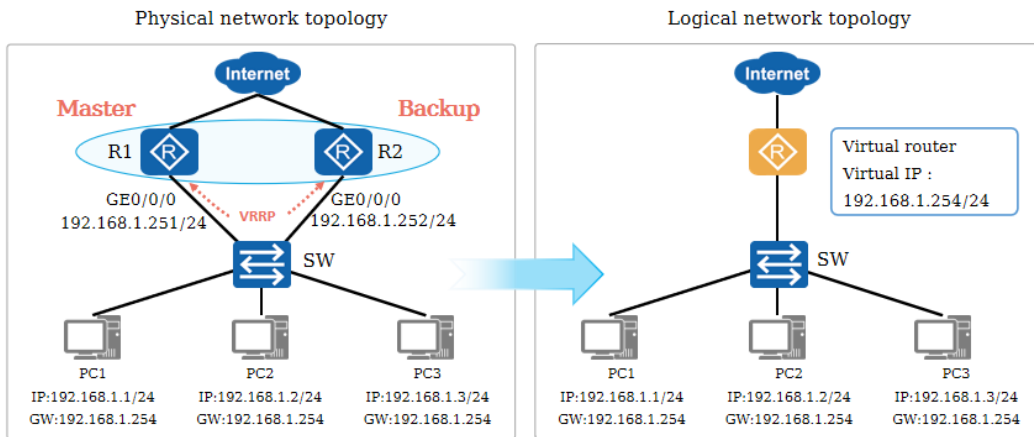 Physical network topology
Internet
Master
Backup
R1
R
R
R2
GE0/0/0
192.168.1.251/24
VRRP
GE0/0/0
192.168.1.252/24
SW
PC1
IP:192.168.1.1/24
GW:192.168.1.254
PC2
IP:192.168.1.2/24
GW:192.168.1.254
PC3
IP:192.168.1.3/24
GW:192.168.1.254
Logical network topology
Internet
R
Virtual router
Virtual IP :
192.168.1.254/24
SW
PC1
IP:192.168.1.1/24
GW:192.168.1.254
PC2
IP:192.168.1.2/24
GW:192.168.1.254
PC3
IP:192.168.1.3/24
GW:192.168.1.254